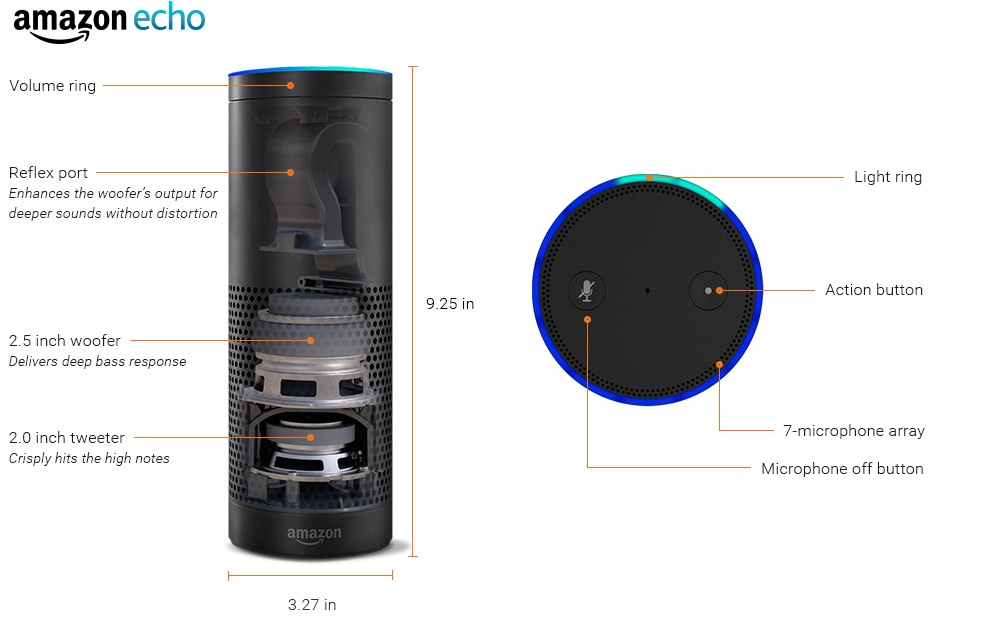 amazon echo
Volume ring
Reflex port
Enhances the woofer's output for
deeper sounds without distortion
2.5 inch woofer
Delivers deep bass response
2.0 inch tweeter
Crisply hits the high notes
amazon
9.25 in
3.27 in
Light ring
Action button
7-microphone array
Microphone off button